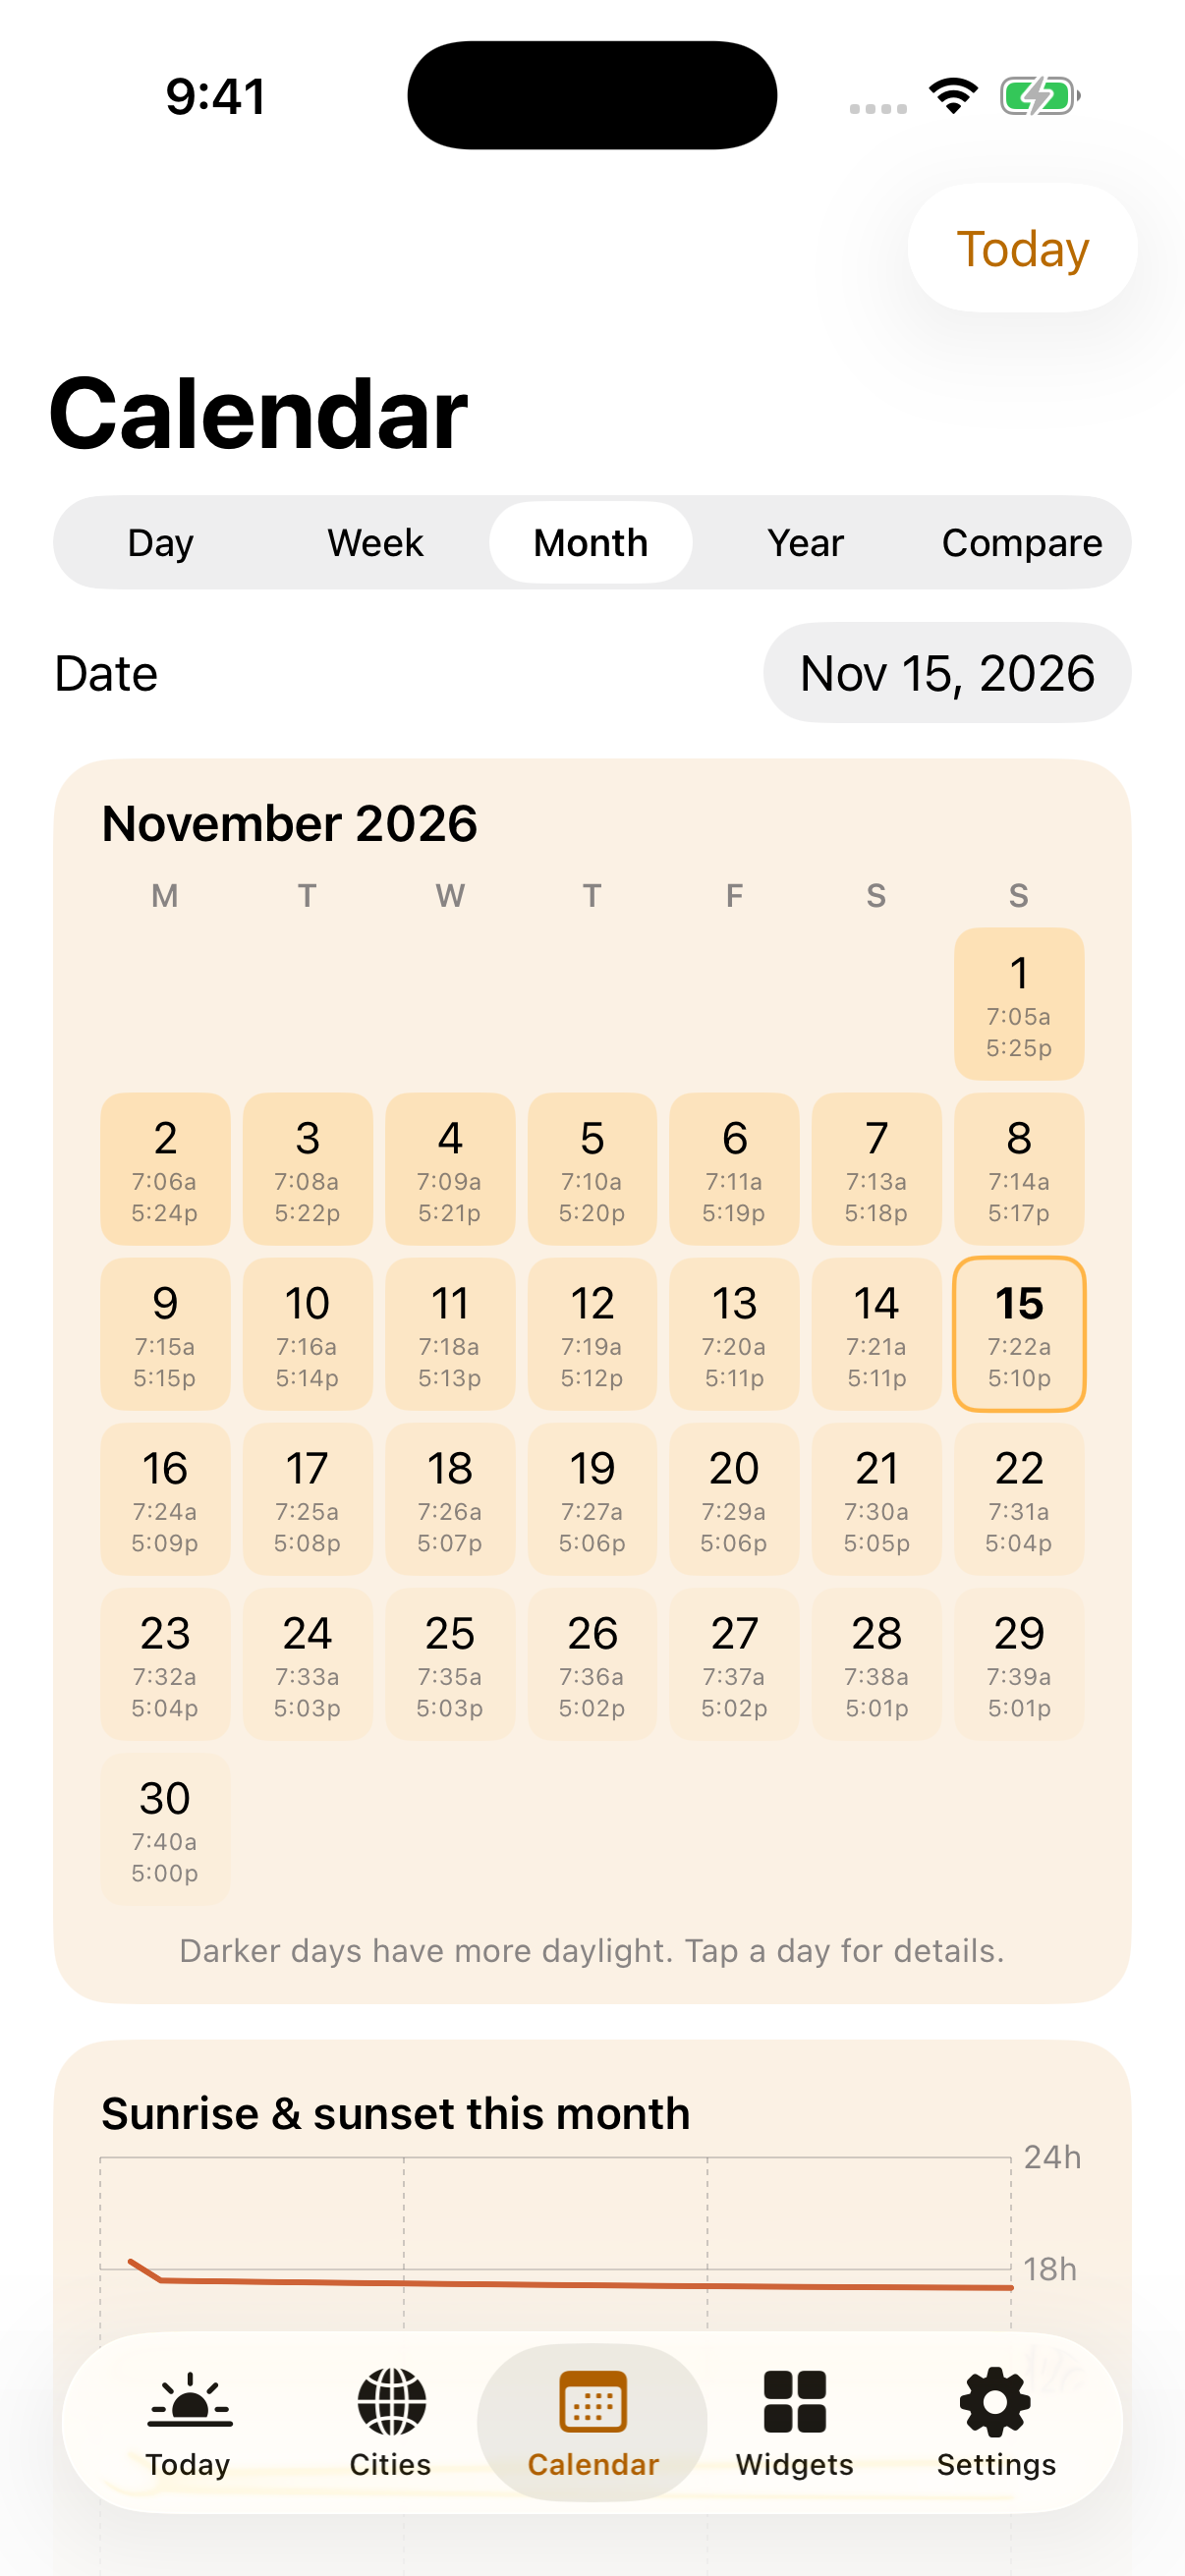 9:41
Today
Calendar
Day Week Month Year Compare
Date Nov 15, 2026
November 2026
M T W T F S S
1
7:05a
5:25p
2 3 4 5 6 7 8
7:06a 7:08a 7:09a 7:10a 7:11a 7:13a 7:14a
5:24p 5:22p 5:21p 5:20p 5:19p 5:18p 5:17p
9 10 11 12 13 14 15
7:15a 7:16a 7:18a 7:19a 7:20a 7:21a 7:22a
5:15p 5:14p 5:13p 5:12p 5:11p 5:11p 5:10p
16 17 18 19 20 21 22
7:24a 7:25a 7:26a 7:27a 7:29a 7:30a 7:31a
5:09p 5:08p 5:07p 5:06p 5:06p 5:05p 5:04p
23 24 25 26 27 28 29
7:32a 7:33a 7:35a 7:36a 7:37a 7:38a 7:39a
5:04p 5:03p 5:03p 5:02p 5:02p 5:01p 5:01p
30
7:40a
5:00p
Darker days have more daylight. Tap a day for details.
Sunrise & sunset this month
24h
18h
Today Cities Calendar Widgets Settings